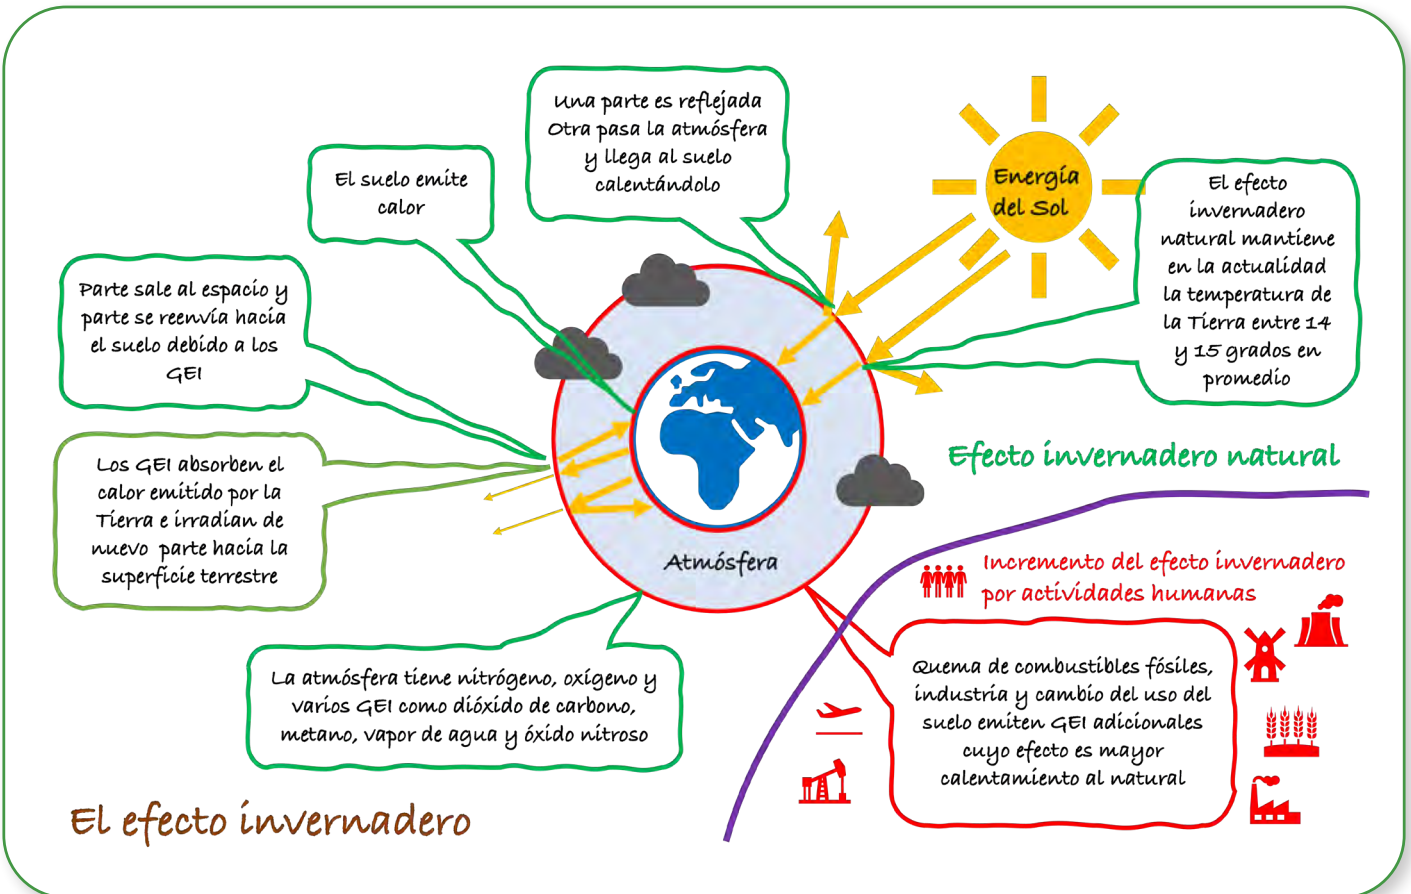 Una parte es reflejada
Otra pasa la atmósfera
y llega al suelo
calentándolo
Energía
del Sol
El suelo emite
calor
El efecto
invernadero
natural mantiene
en la actualidad
la temperatura de
la Tierra entre 14
y 15 grados en
promedio
Parte sale al espacio y
parte se reenvía hacia
el suelo debido a los
GEI
Efecto invernadero natural
Los GEI absorben el
calor emitido por la
Tierra e irradian de
nuevo parte hacia la
superficie terrestre
Atmósfera
Incremento del efecto invernadero
por actividades humanas
La atmósfera tiene nitrógeno, oxígeno y
varios GEI como dióxido de carbono,
metano, vapor de agua y óxido nitroso
Quema de combustibles fósiles,
industria y cambio del uso del
suelo emiten GEI adicionales
cuyo efecto es mayor
calentamiento al natural
El efecto invernadero